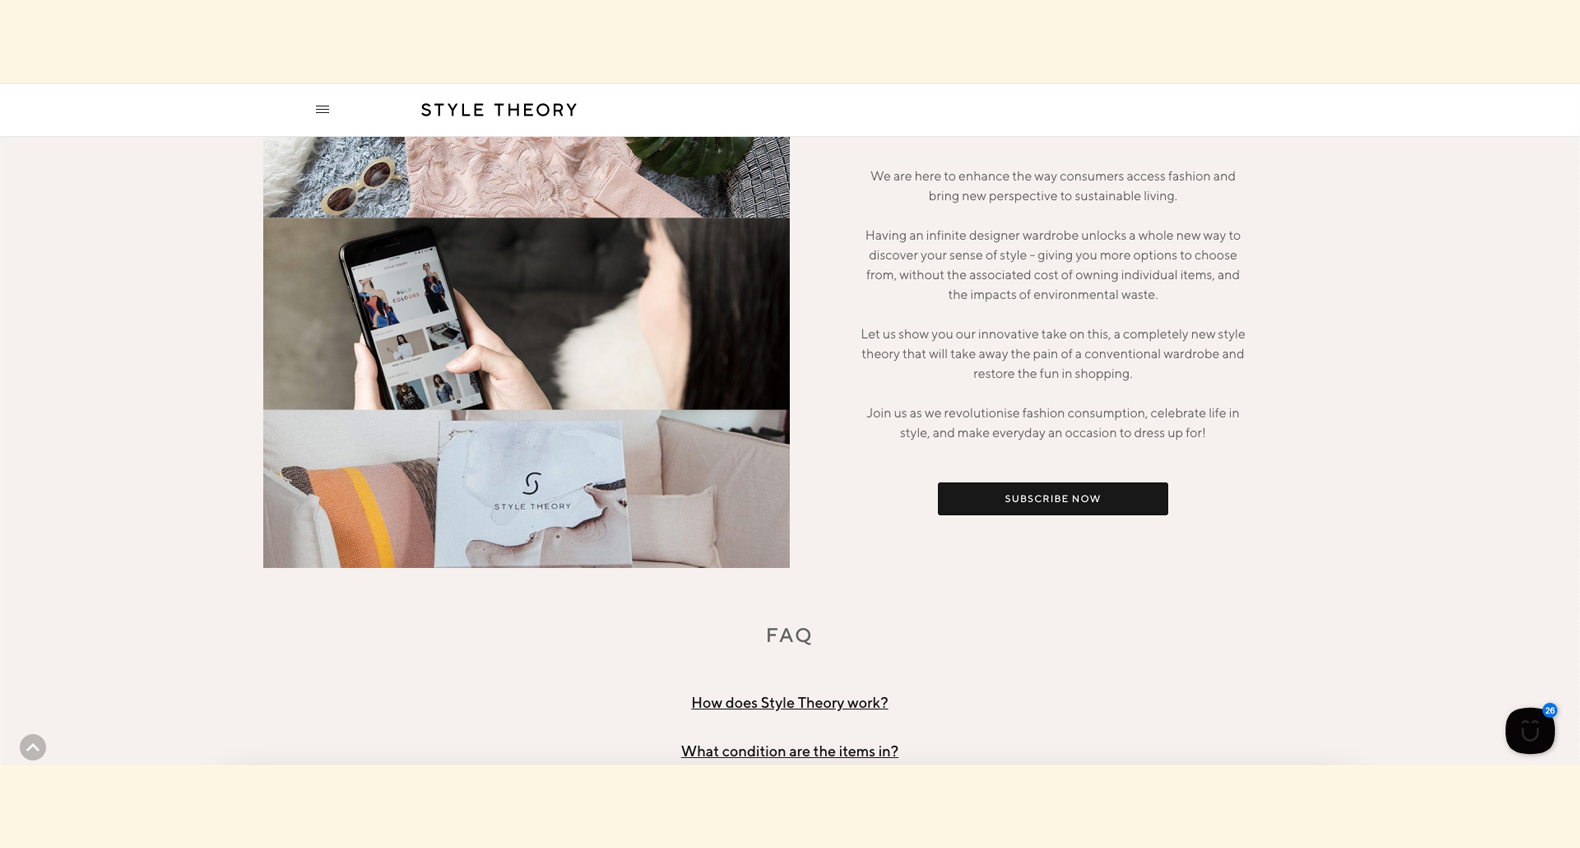 STYLE THEORY
We are here to enhance the way consumers access fashion and
bring new perspective to sustainable living.
Having an infinite designer wardrobe unlocks a whole new way to
discover your sense of style - giving you more options to choose
from, without the associated cost of owning individual items, and
the impacts of environmental waste.
Let us show you our innovative take on this, a completely new style
theory that will take away the pain of a conventional wardrobe and
restore the fun in shopping.
Join us as we revolutionise fashion consumption, celebrate life in
style, and make everyday an occasion to dress up for!
SUBSCRIBE NOW
STYLE THEORY
BOLD
COLOURS
STYLE THEORY
FAQ
How does Style Theory work?
What condition are the items in?
26